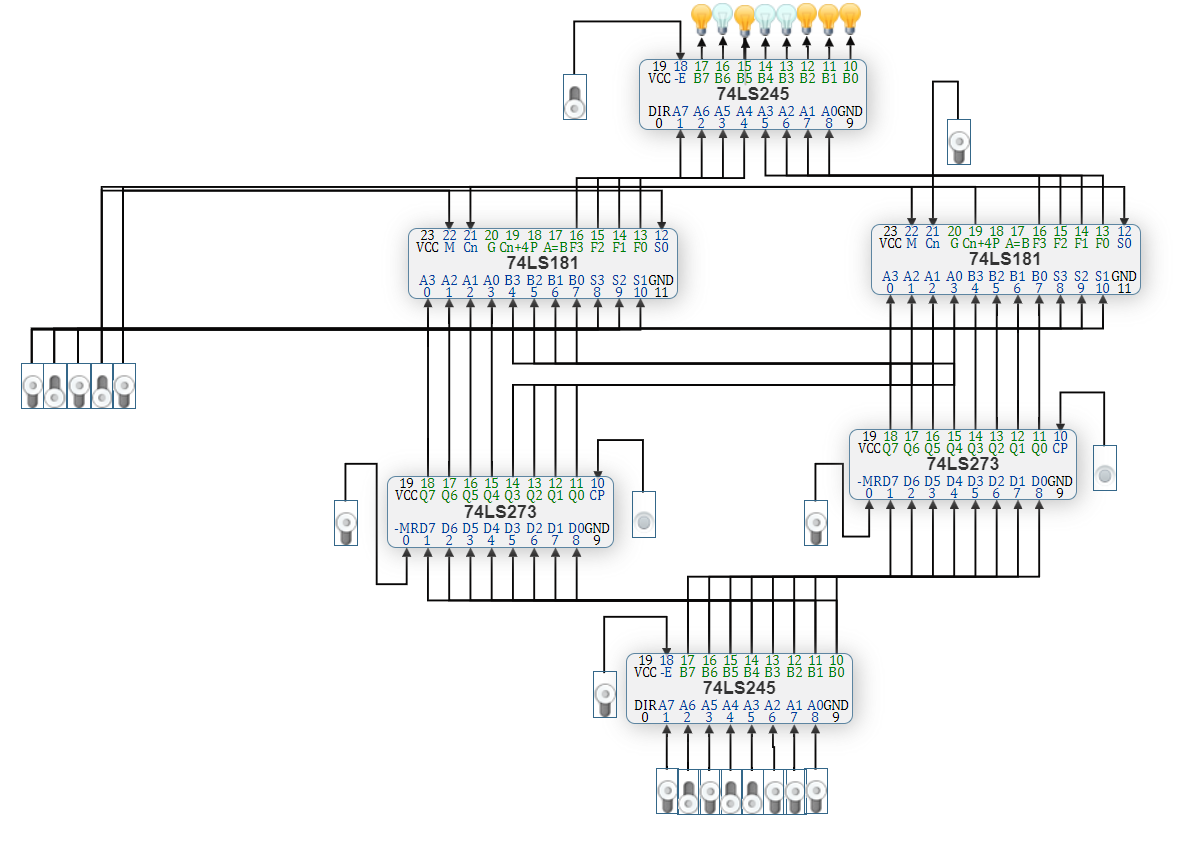 19 18 17 16 15 14 13 12 11 10
VCC -E B7 B6 B5 B4 B3 B2 B1 B0
74LS245
DIR A7 A6 A5 A4 A3 A2 A1 A0 GND
0 1 2 3 4 5 6 7 8 9
23 22 21 20 19 18 17 16 15 14 13 12
VCC M Cn G Cn+4 P A=B F3 F2 F1 F0 S0
74LS181
A3 A2 A1 A0 B3 B2 B1 B0 S3 S2 S1 GND
0 1 2 3 4 5 6 7 8 9 10 11
23 22 21 20 19 18 17 16 15 14 13 12
VCC M Cn G Cn+4 P A=B F3 F2 F1 F0 S0
74LS181
A3 A2 A1 A0 B3 B2 B1 B0 S3 S2 S1 GND
0 1 2 3 4 5 6 7 8 9 10 11
19 18 17 16 15 14 13 12 11 10
VCC Q7 Q6 Q5 Q4 Q3 Q2 Q1 Q0 CP
74LS273
-MR D7 D6 D5 D4 D3 D2 D1 D0 GND
0 1 2 3 4 5 6 7 8 9
19 18 17 16 15 14 13 12 11 10
VCC Q7 Q6 Q5 Q4 Q3 Q2 Q1 Q0 CP
74LS273
-MR D7 D6 D5 D4 D3 D2 D1 D0 GND
0 1 2 3 4 5 6 7 8 9
19 18 17 16 15 14 13 12 11 10
VCC -E B7 B6 B5 B4 B3 B2 B1 B0
74LS245
DIR A7 A6 A5 A4 A3 A2 A1 A0 GND
0 1 2 3 4 5 6 7 8 9